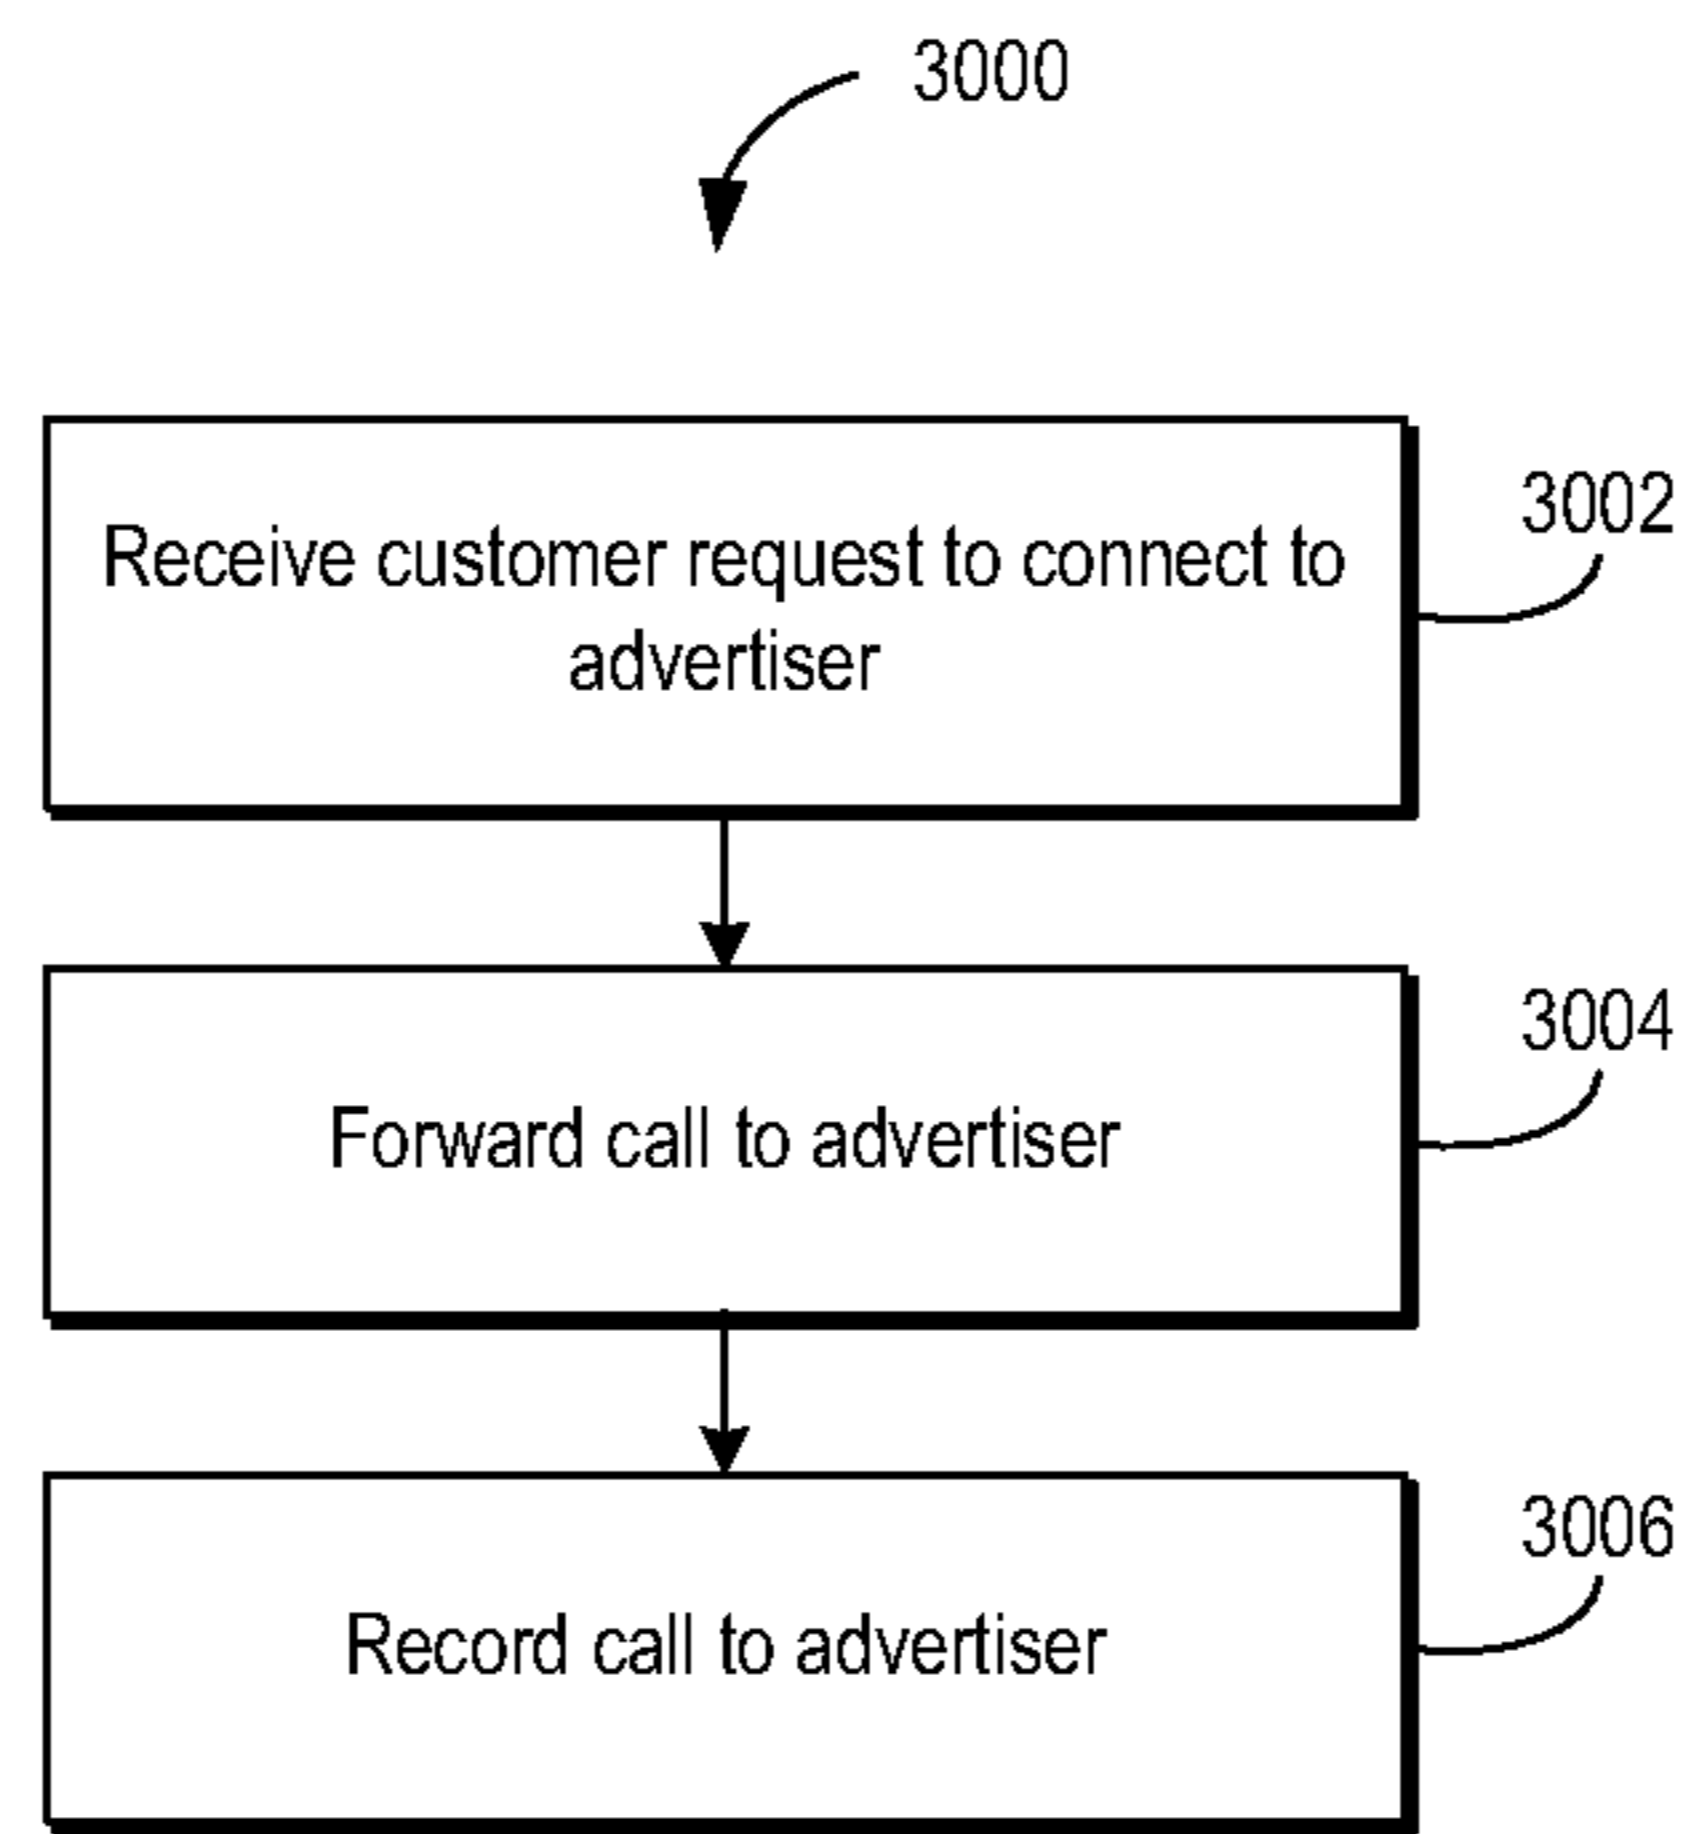 3000
Receive customer request to connect to
advertiser
3002
Forward call to advertiser
3004
Record call to advertiser
3006